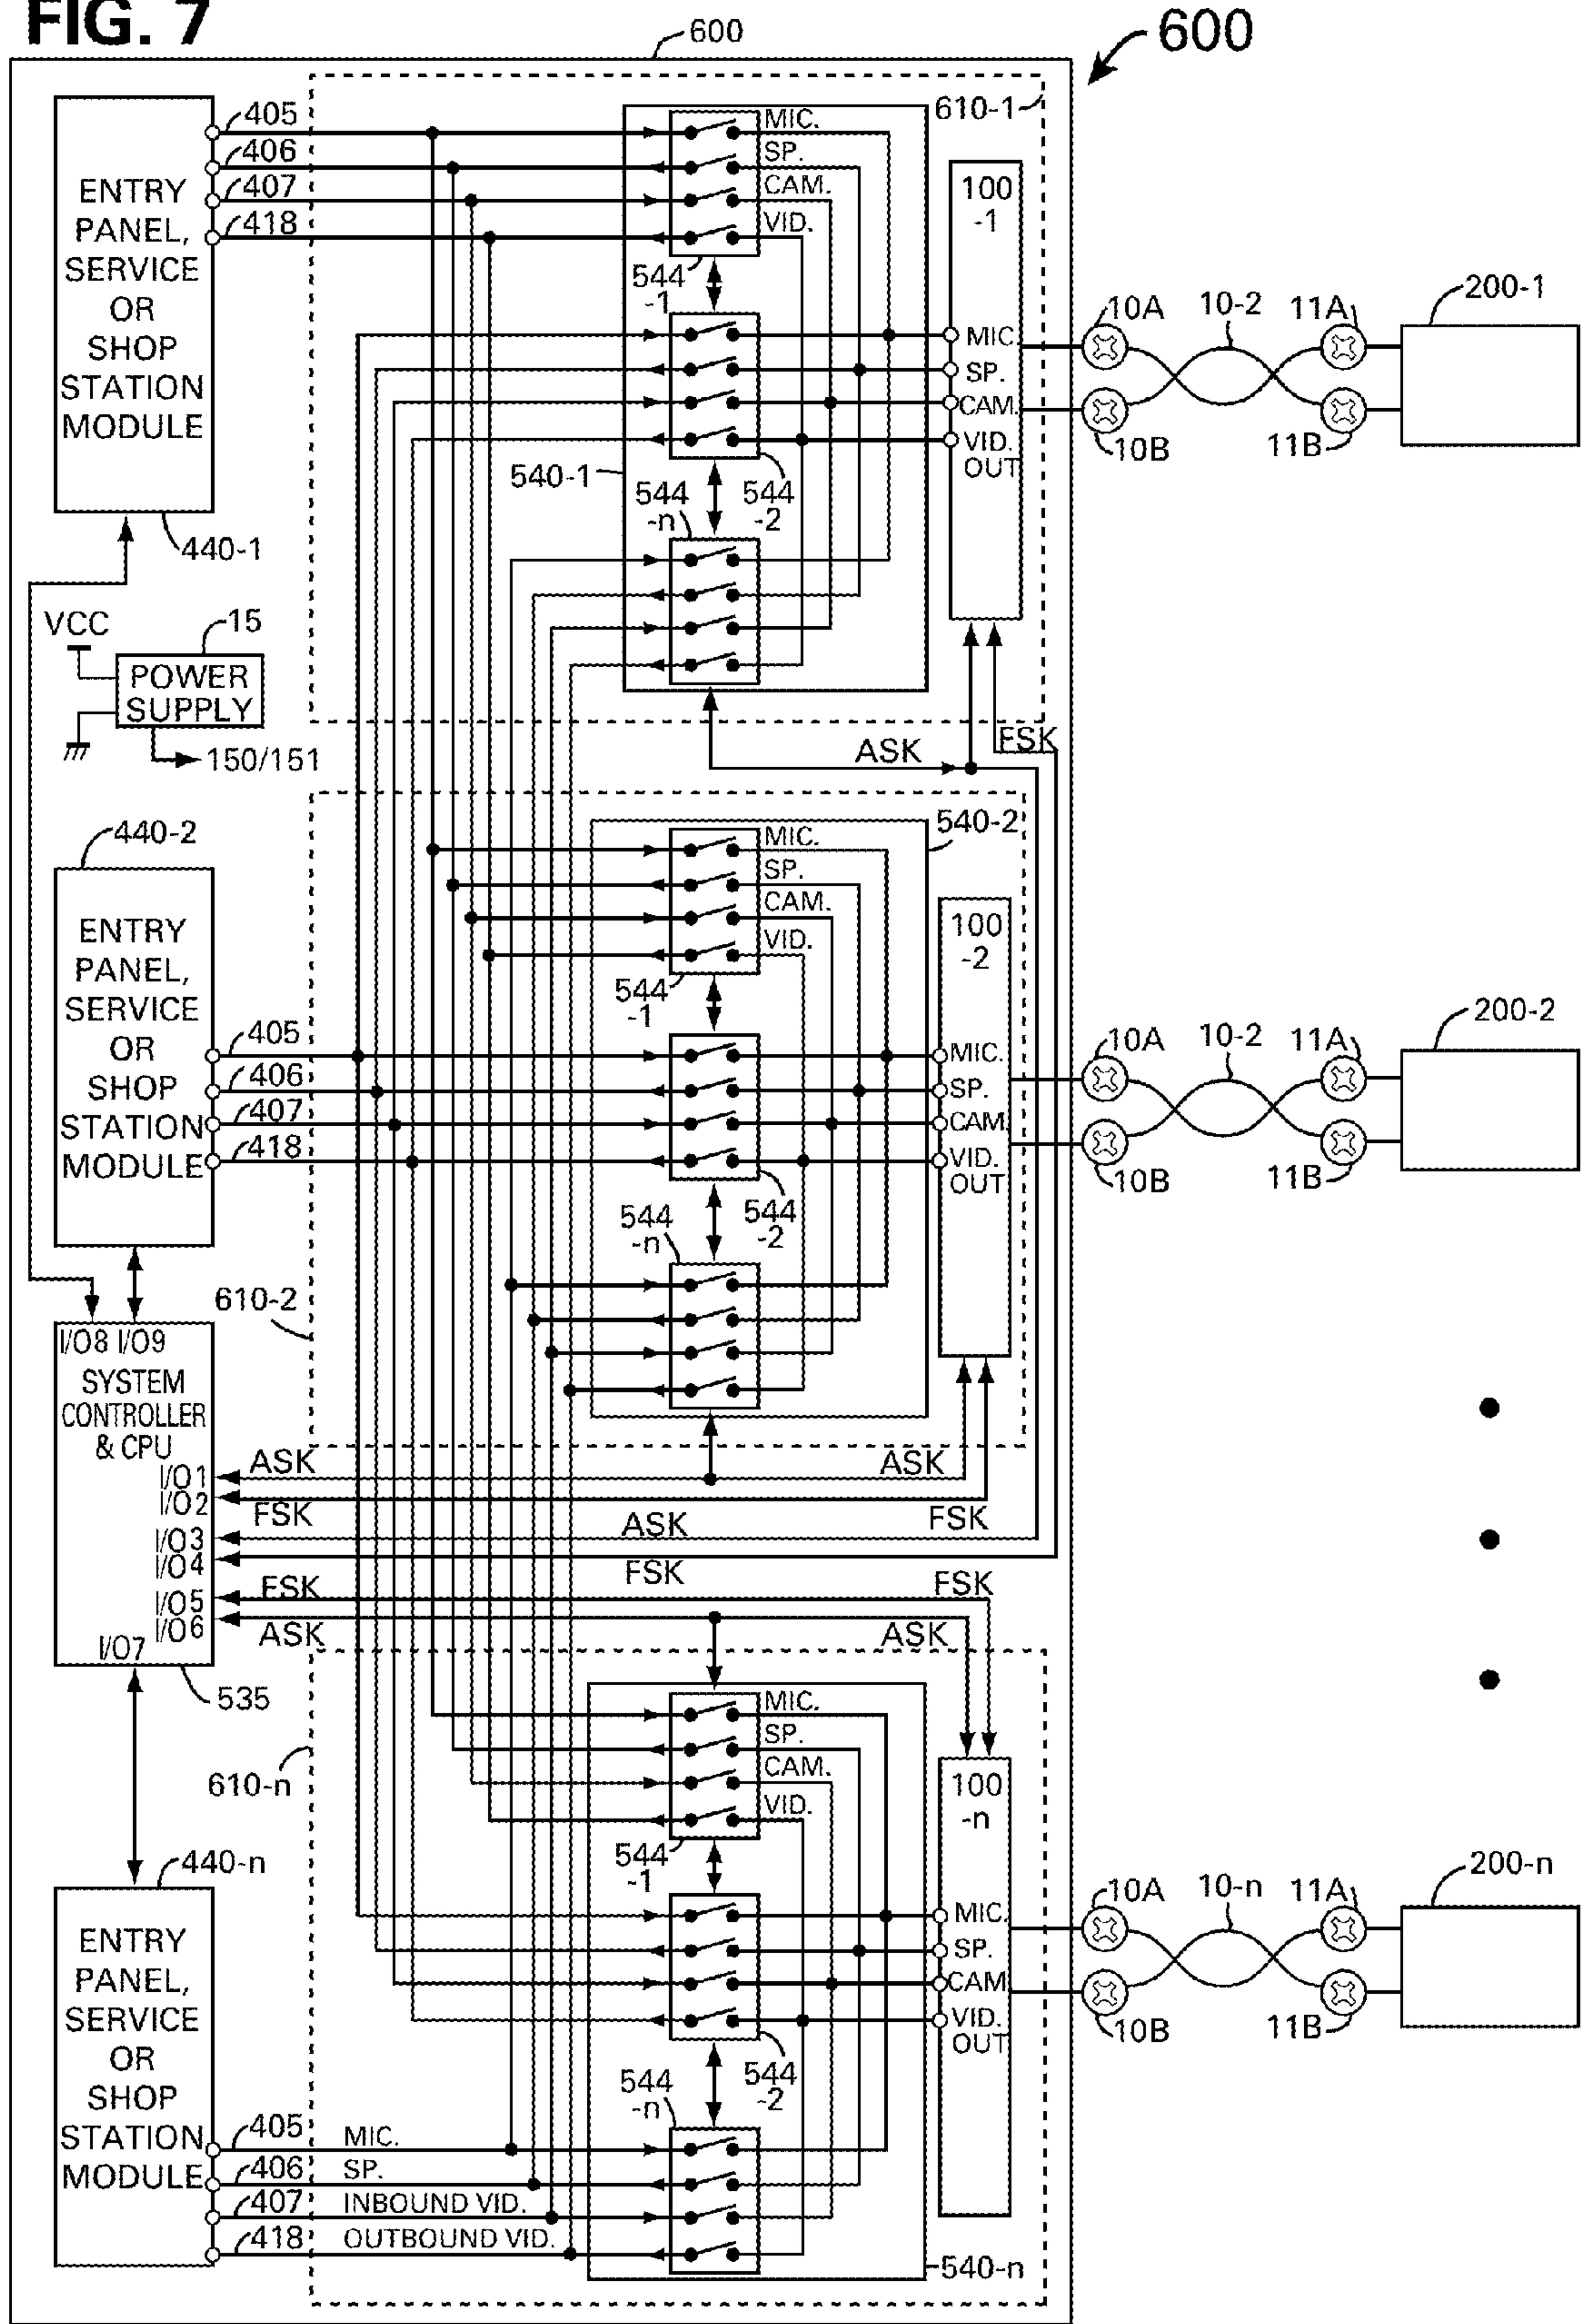 FIG. 7
600
600
610-1
405
406
407
418
ENTRY
PANEL,
SERVICE
OR
SHOP
STATION
MODULE
440-1
MIC.
SP.
CAM.
VID.
544
-1
100
-1
MIC.
SP.
CAM.
VID.
OUT
540-1
544
-n
544
-2
10A
10-2
11A
200-1
10B
11B
VCC
15
POWER
SUPPLY
150/151
ASK
FSK
440-2
ENTRY
PANEL,
SERVICE
OR
SHOP
STATION
MODULE
405
406
407
418
540-2
MIC.
SP.
CAM.
VID.
544
-1
100
-2
MIC.
SP.
CAM.
VID.
OUT
544
-n
544
-2
10A
10-2
11A
200-2
10B
11B
610-2
I/O8 I/O9
SYSTEM
CONTROLLER
& CPU
I/O1
I/O2
I/O3
I/O4
I/O5
I/O6
I/O7
535
ASK
ASK
FSK
FSK
ASK
FSK
FSK
FSK
ASK
ASK
610-n
MIC.
SP.
CAM.
VID.
544
-1
100
-n
MIC.
SP.
CAM
VID.
OUT
544
-n
544
-2
10A
10-n
11A
200-n
10B
11B
440-n
ENTRY
PANEL,
SERVICE
OR
SHOP
STATION
MODULE
405
MIC.
406
SP.
407
INBOUND VID.
418
OUTBOUND VID.
540-n